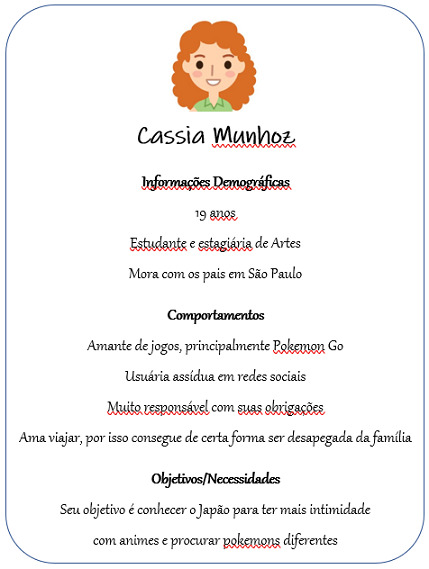 Cassia Munhoz
Informações Demográficas
19 anos
Estudante e estagiária de Artes
Mora com os pais em São Paulo
Comportamentos
Amante de jogos, principalmente Pokemon Go
Usuária assídua em redes sociais
Muito responsável com suas obrigações
Ama viajar, por isso consegue de certa forma ser desapegada da família
Objetivos/Necessidades
Seu objetivo é conhecer o Japão para ter mais intimidade
com animes e procurar pokemons diferentes